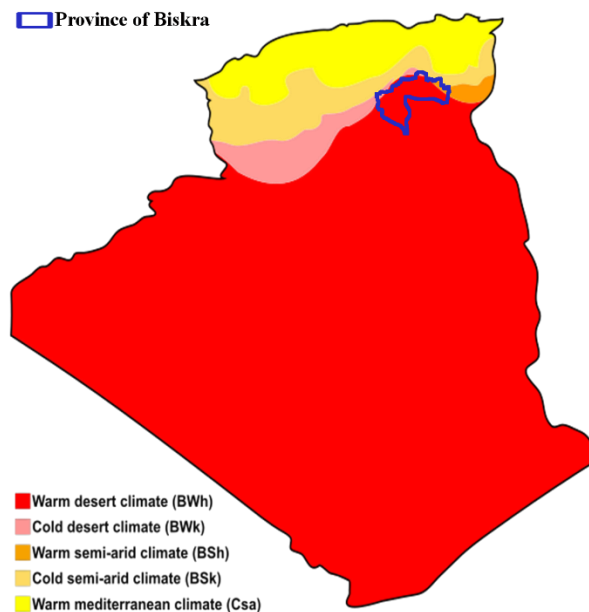 Province of Biskra
Warm desert climate (BWh)
Cold desert climate (BWk)
Warm semi-arid climate (BSh)
Cold semi-arid climate (BSk)
Warm mediterranean climate (Csa)